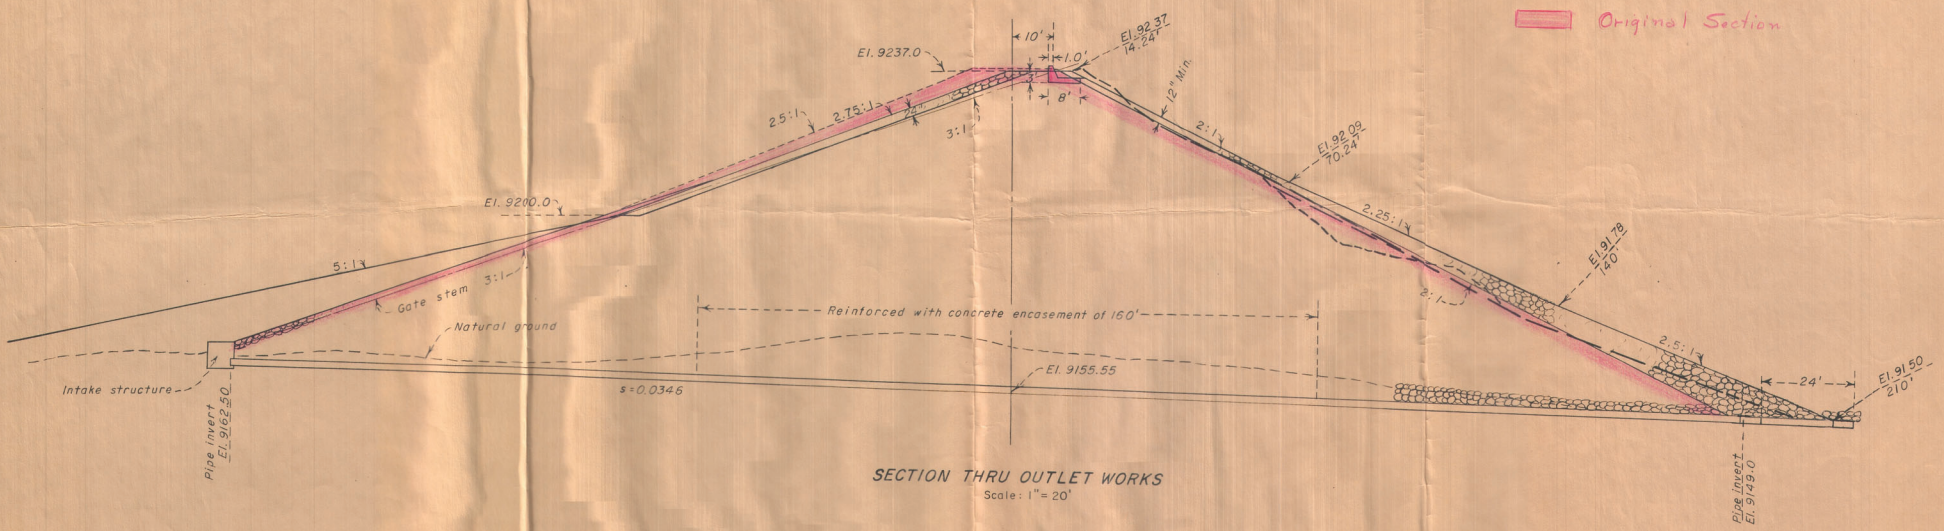 Original Section
10'
El. 92 37
14.24'
El. 9237.0
1.0'
3'
8'
12" Min.
2.5:1
2.75:1
24"
3:1
2:1
El. 92 09
70.24'
El. 9200.0
2.25:1
El. 91 78
140'
5:1
3:1
Gate stem
2:1
Reinforced with concrete encasement of 160'
Natural ground
2.5:1
24'
El. 91 50
210'
Intake structure
El. 9155.55
s=0.0346
Pipe invert
El. 9162.50
Pipe invert
El. 9149.0
SECTION THRU OUTLET WORKS
Scale: 1"= 20'